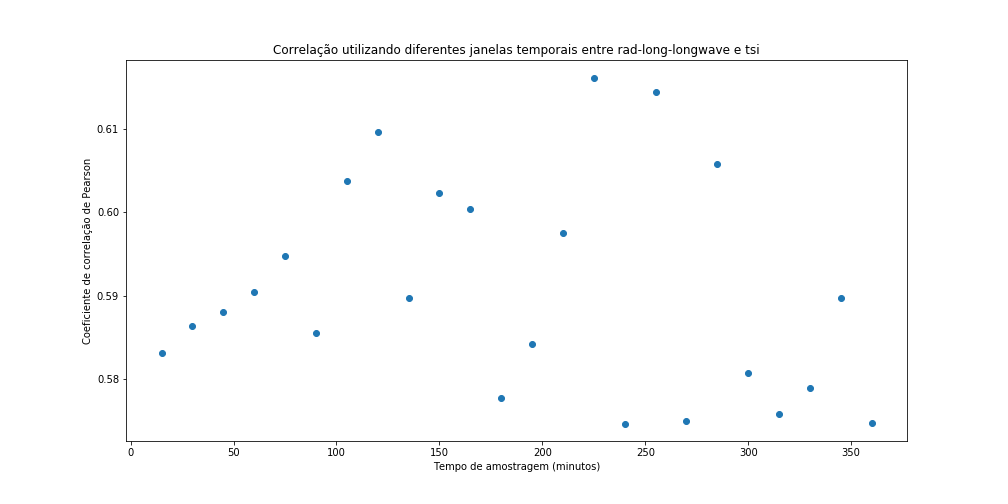 Correlação utilizando diferentes janelas temporais entre rad-long-longwave e tsi
Coeficiente de correlação de Pearson
0.61
0.60
0.59
0.58
0 50 100 150 200 250 300 350
Tempo de amostragem (minutos)